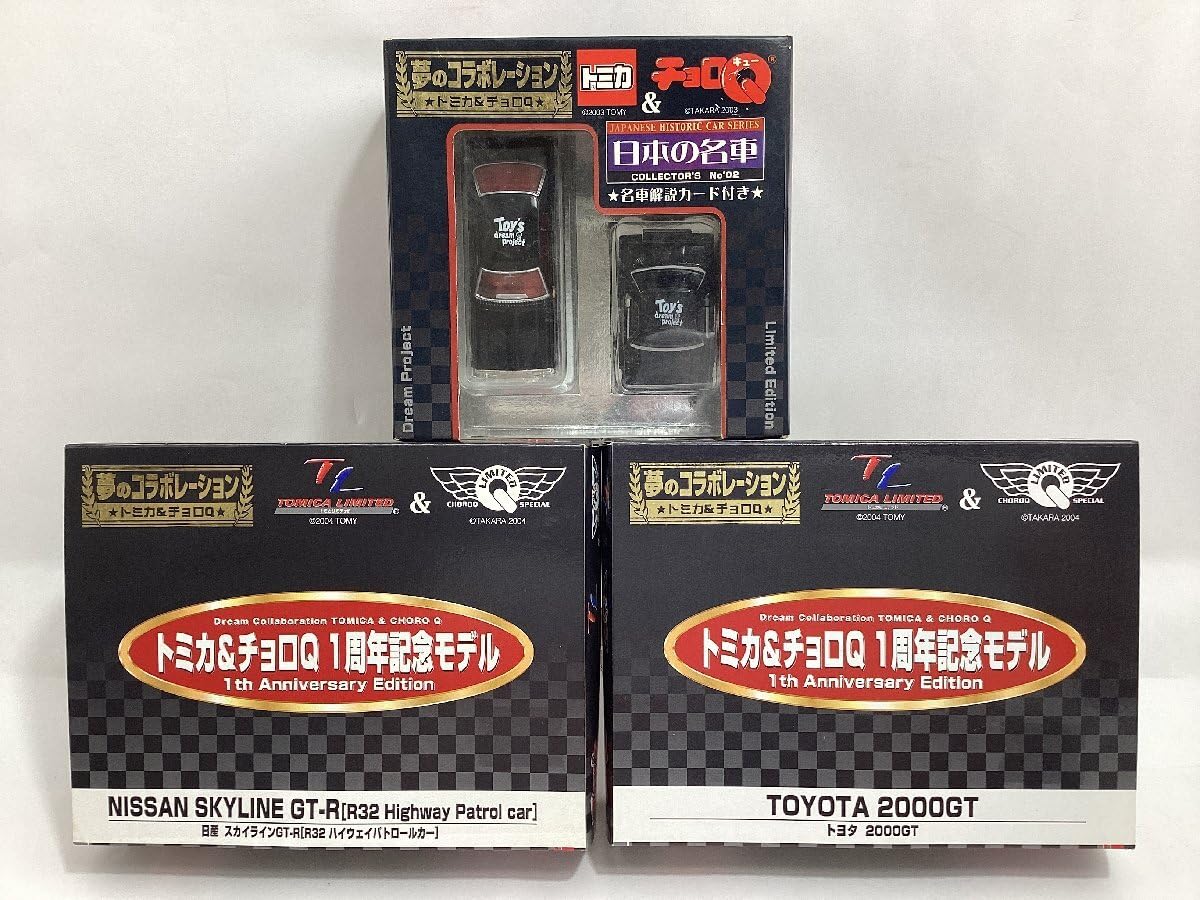 夢のコラボレーション
★トミカ&チョロQ★
トミカ
©2003 TOMY
&
チョロQ
キュー
®
©TAKARA 2003
JAPANESE HISTORIC CAR SERIES
日本の名車
COLLECTOR'S No'02
★名車解説カード付き★
Toy's
dream
project
Toy's
dream
project
Dream Project
Limited Edition
夢のコラボレーション
★トミカ&チョロQ★
TL
TOMICA LIMITED
®
©2004 TOMY
&
LIMITED
Q
CHOROQ SPECIAL
©TAKARA 2004
Dream Collaboration TOMICA & CHORO Q
トミカ&チョロQ 1周年記念モデル
1th Anniversary Edition
NISSAN SKYLINE GT-R[R32 Highway Patrol car]
日産 スカイラインGT-R[R32 ハイウェイパトロールカー]
夢のコラボレーション
★トミカ&チョロQ★
TL
TOMICA LIMITED
®
©2004 TOMY
&
LIMITED
Q
CHOROQ SPECIAL
©TAKARA 2004
Dream Collaboration TOMICA & CHORO Q
トミカ&チョロQ 1周年記念モデル
1th Anniversary Edition
TOYOTA 2000GT
トヨタ 2000GT